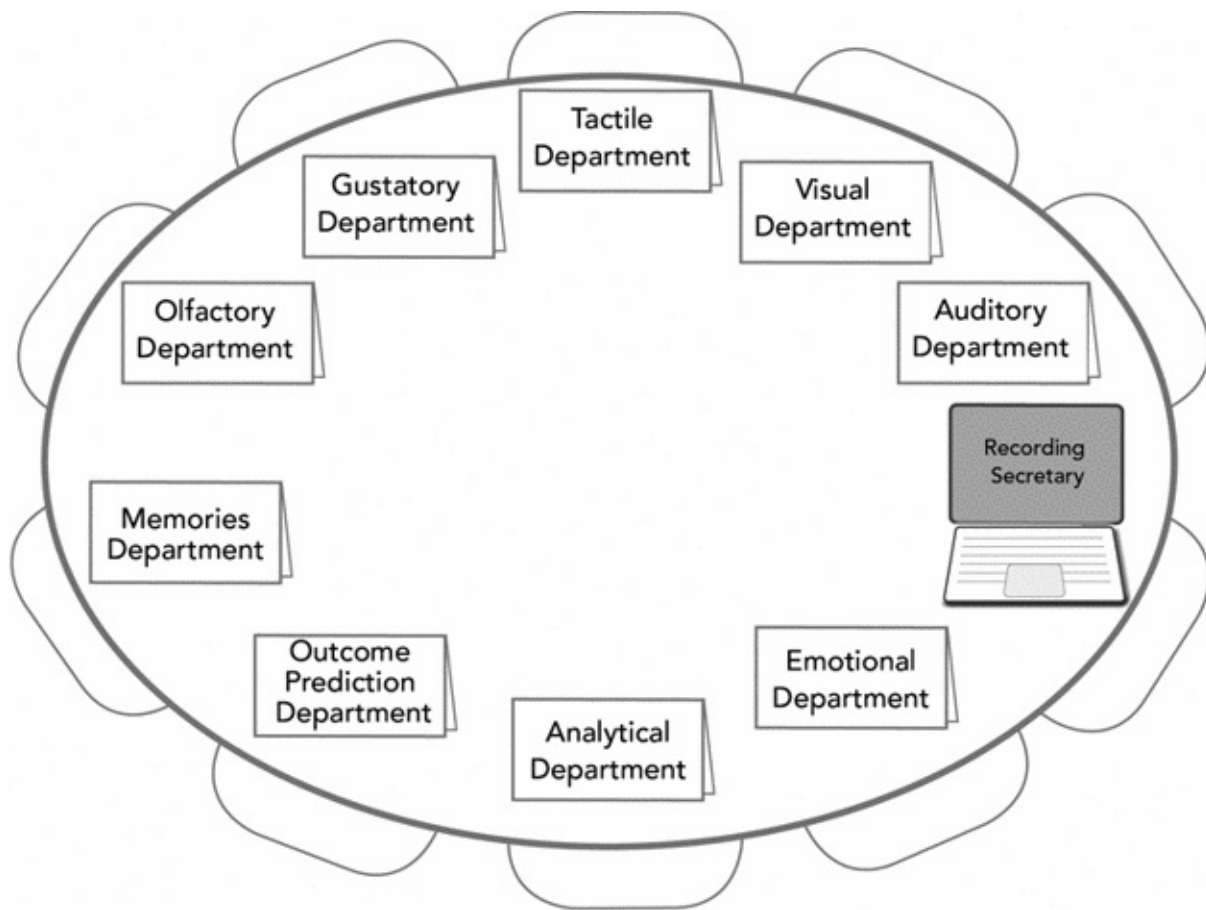 Tactile
Department
Gustatory
Department
Visual
Department
Olfactory
Department
Auditory
Department
Recording
Secretary
Memories
Department
Outcome
Prediction
Department
Emotional
Department
Analytical
Department